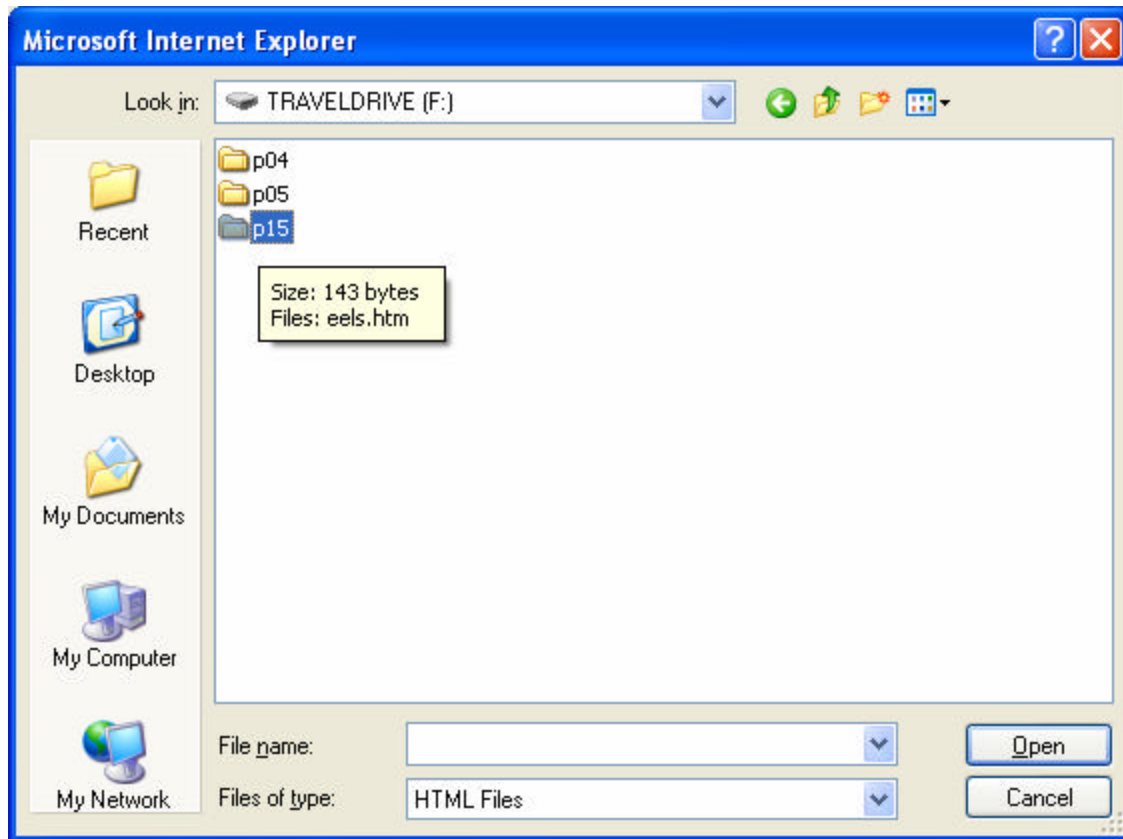 Microsoft Internet Explorer
Look in: TRAVELDRIVE (F:)
p04
p05
p15
Size: 143 bytes
Files: eels.htm
Recent
Desktop
My Documents
My Computer
My Network
File name:
Open
Files of type: HTML Files
Cancel